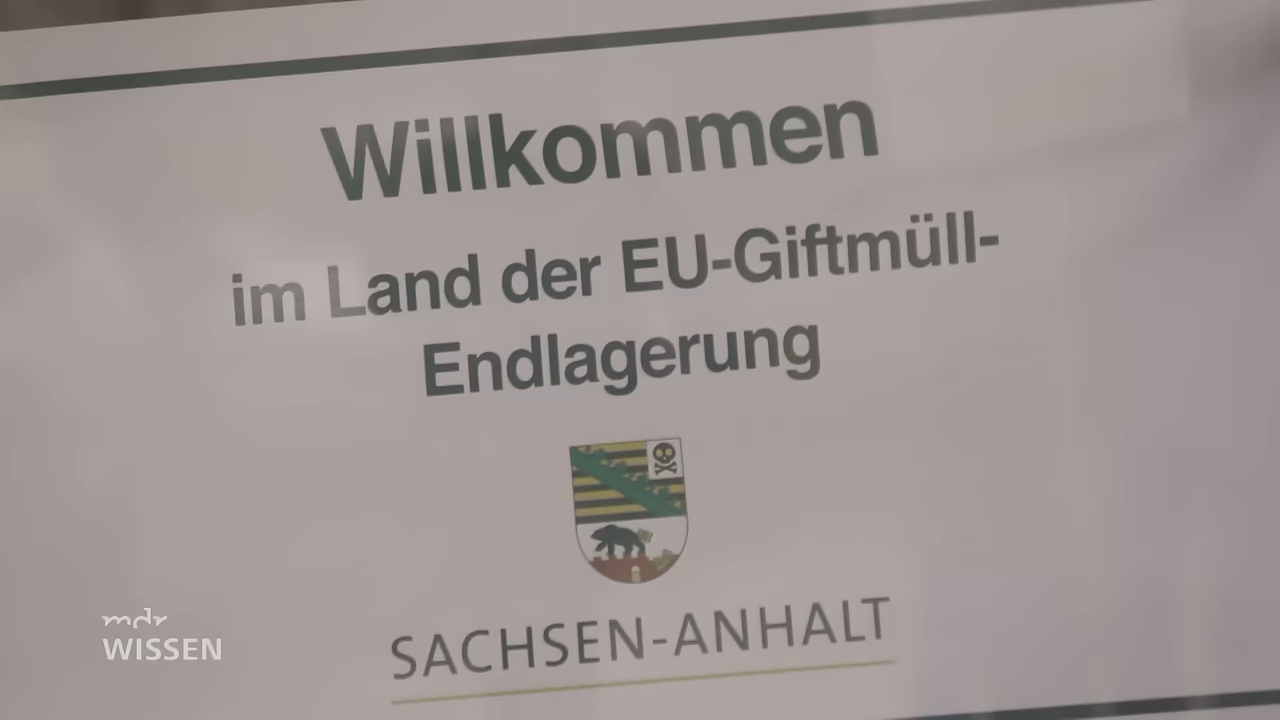 Willkommen
im Land der EU-Giftmüll-
Endlagerung
SACHSEN-ANHALT
mdr
WISSEN